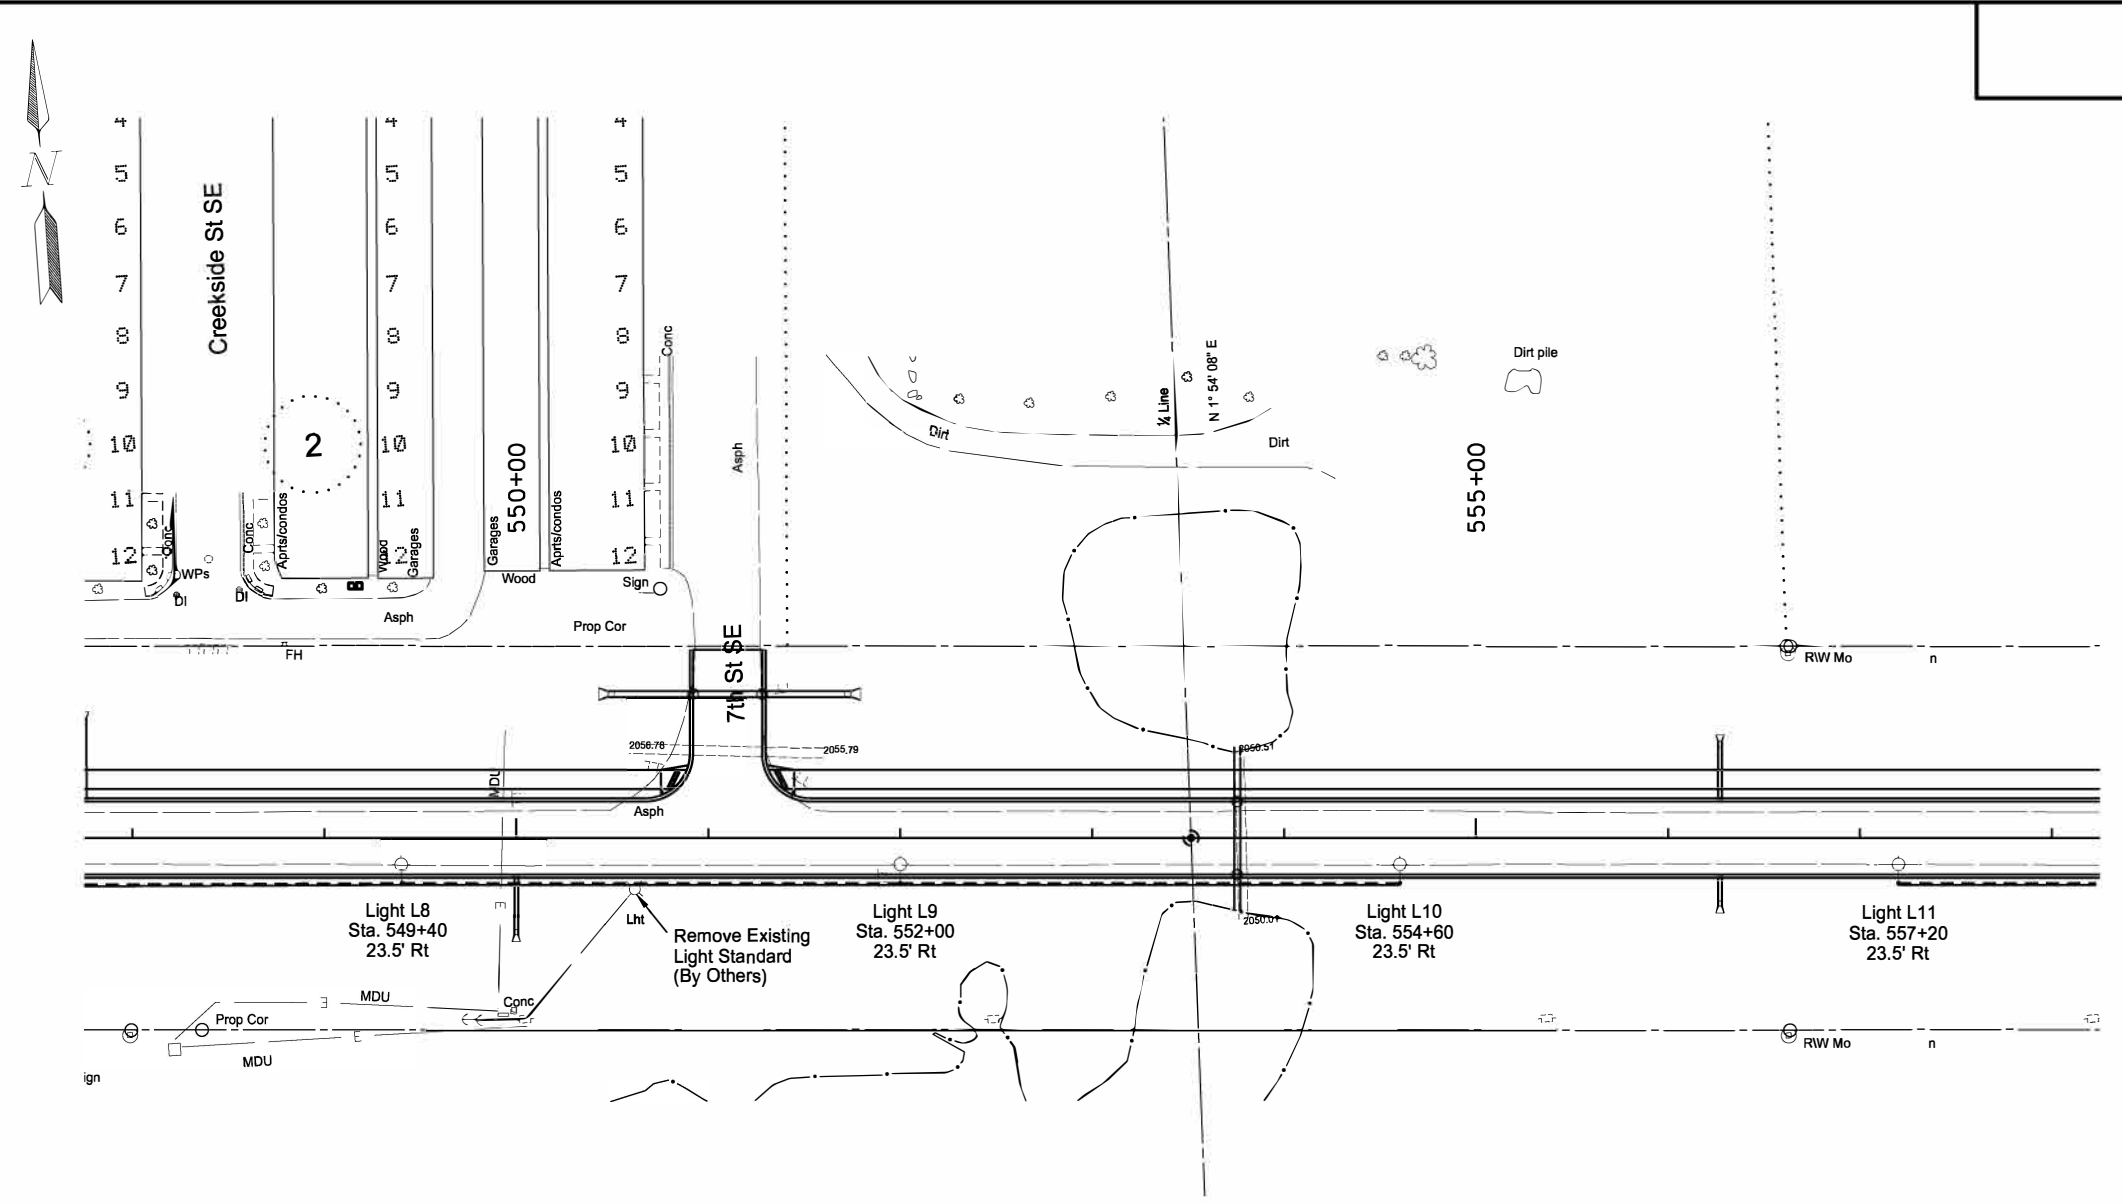 N
4
5
6
7
8
9
10
11
12
Creekside St SE
2
4
5
6
7
8
9
10
11
12
4
5
6
7
8
9
10
11
12
Conc
Conc
Aprts/condos
Wood
Garages
Garages
550+00
Aprts/condos
Conc
Asph
WPs
DI
DI
Wood
Sign
Asph
Prop Cor
FH
7th St SE
Dirt
¼ Line
N 1° 54' 08" E
Dirt
Dirt pile
555+00
R\W Mo n
2056.78
2055.79
2050.51
MDU
Asph
E
Light L8
Sta. 549+40
23.5' Rt
Lht
Remove Existing
Light Standard
(By Others)
Light L9
Sta. 552+00
23.5' Rt
2050.01
Light L10
Sta. 554+60
23.5' Rt
Light L11
Sta. 557+20
23.5' Rt
E
MDU
Conc
Prop Cor
E
MDU
R\W Mo n
ign